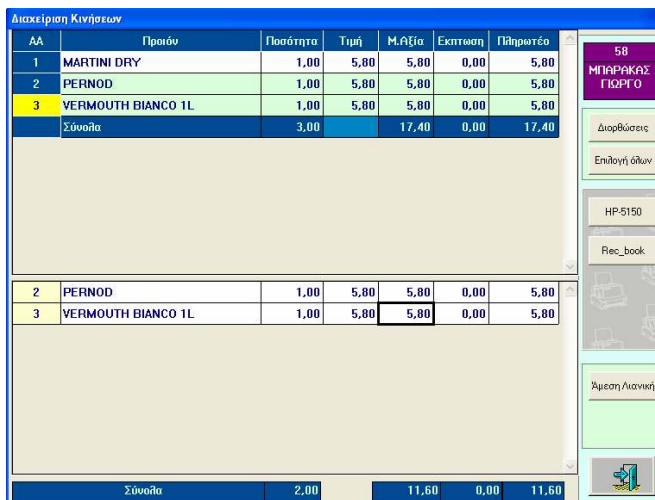 Διαχείριση Κινήσεων
ΑΑ Προιόν Ποσότητα Τιμή Μ.Αξία Εκπτωση Πληρωτέο
1 MARTINI DRY 1,00 5,80 5,80 0,00 5,80
2 PERNOD 1,00 5,80 5,80 0,00 5,80
3 VERMOUTH BIANCO 1L 1,00 5,80 5,80 0,00 5,80
Σύνολα 3,00 17,40 0,00 17,40
2 PERNOD 1,00 5,80 5,80 0,00 5,80
3 VERMOUTH BIANCO 1L 1,00 5,80 5,80 0,00 5,80
Σύνολα 2,00 11,60 0,00 11,60
58
ΜΠΑΡΑΚΑΣ
ΓΙΩΡΓΟ
Διορθώσεις
Επιλογή όλων
HP-5150
Rec_book
Άμεση Λιανική